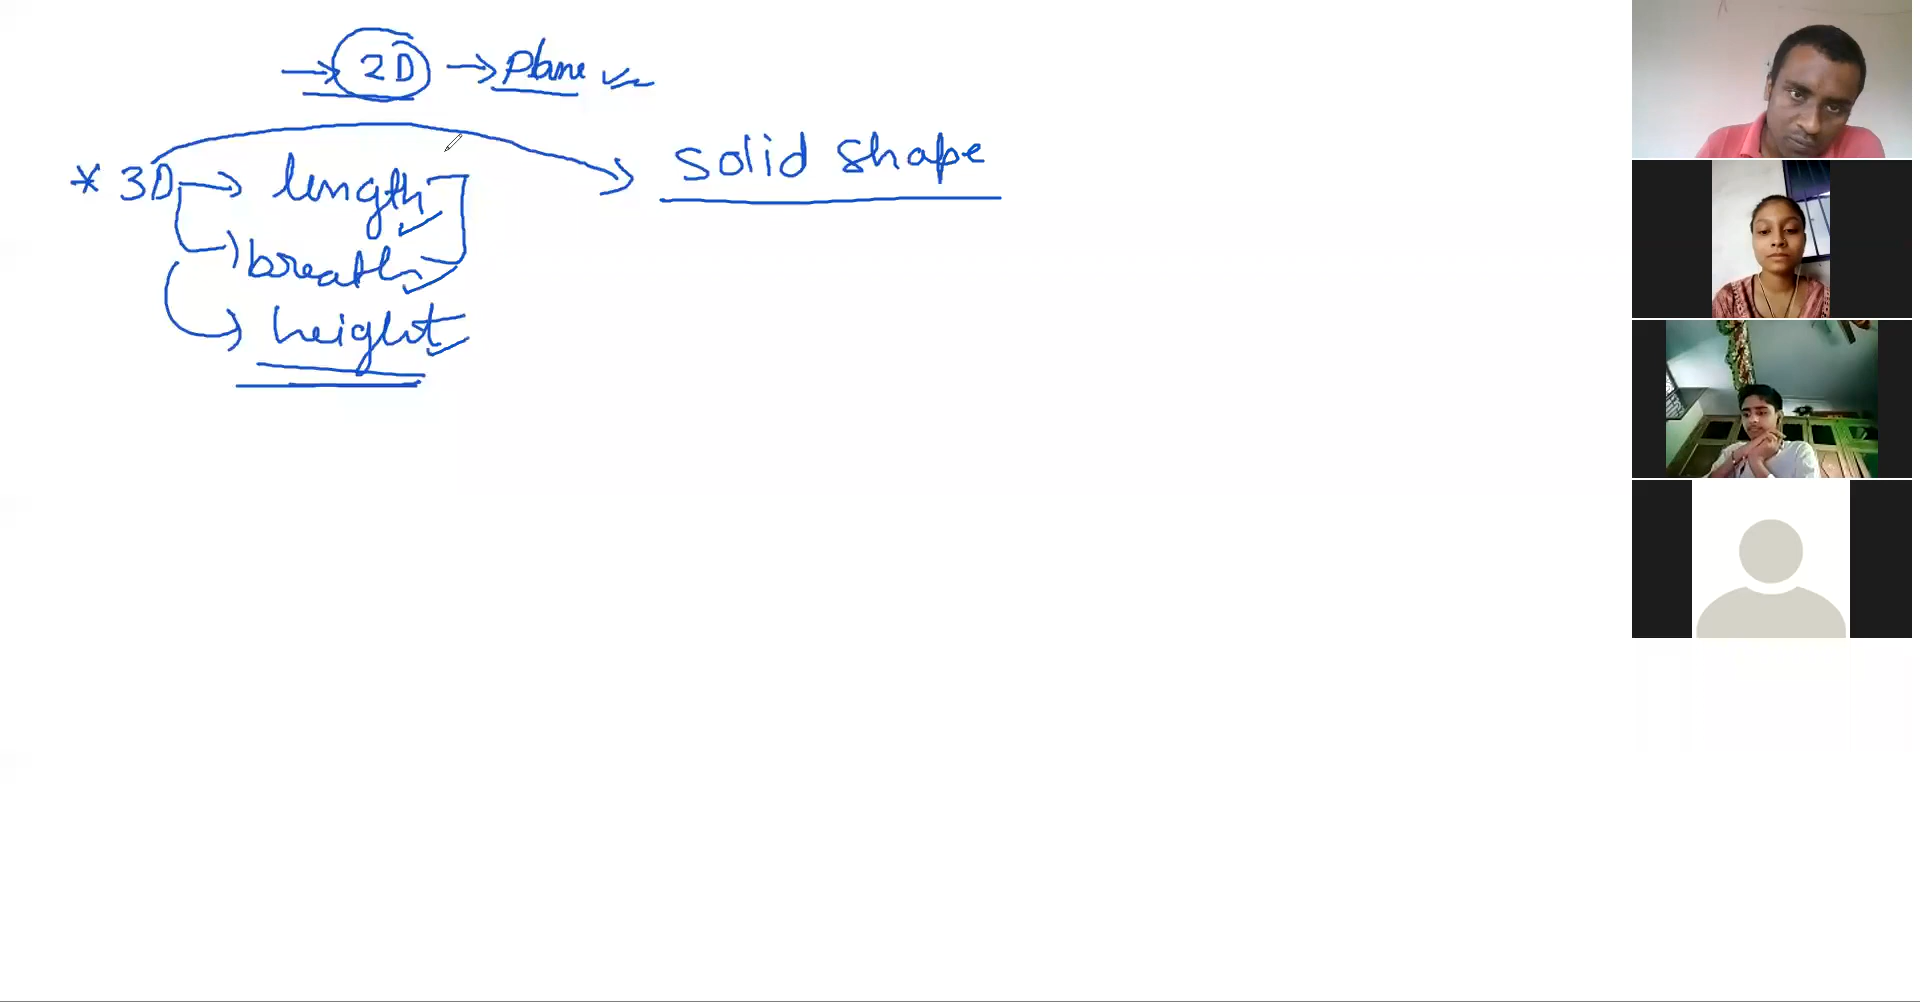 → 2D → Plane
* 3D → length → solid shape
breath
height